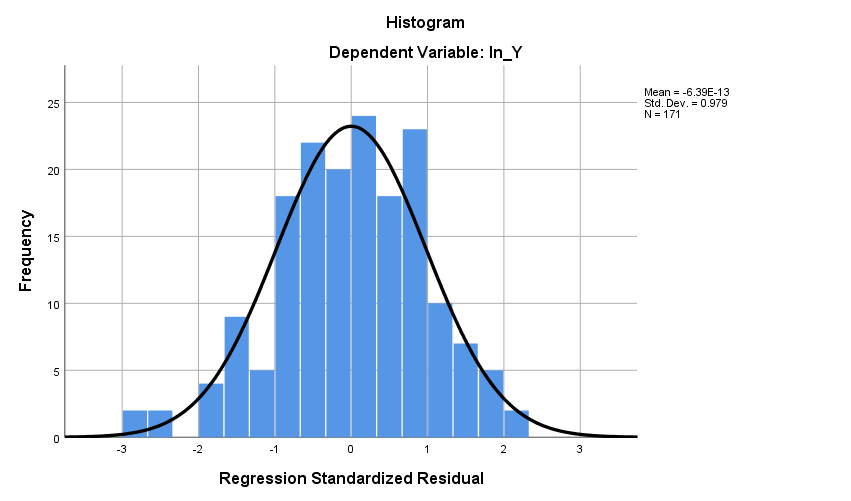 Histogram
Dependent Variable: ln_Y
Mean = -6.39E-13
Std. Dev. = 0.979
N = 171
Frequency
25
20
15
10
5
0
-3 -2 -1 0 1 2 3
Regression Standardized Residual